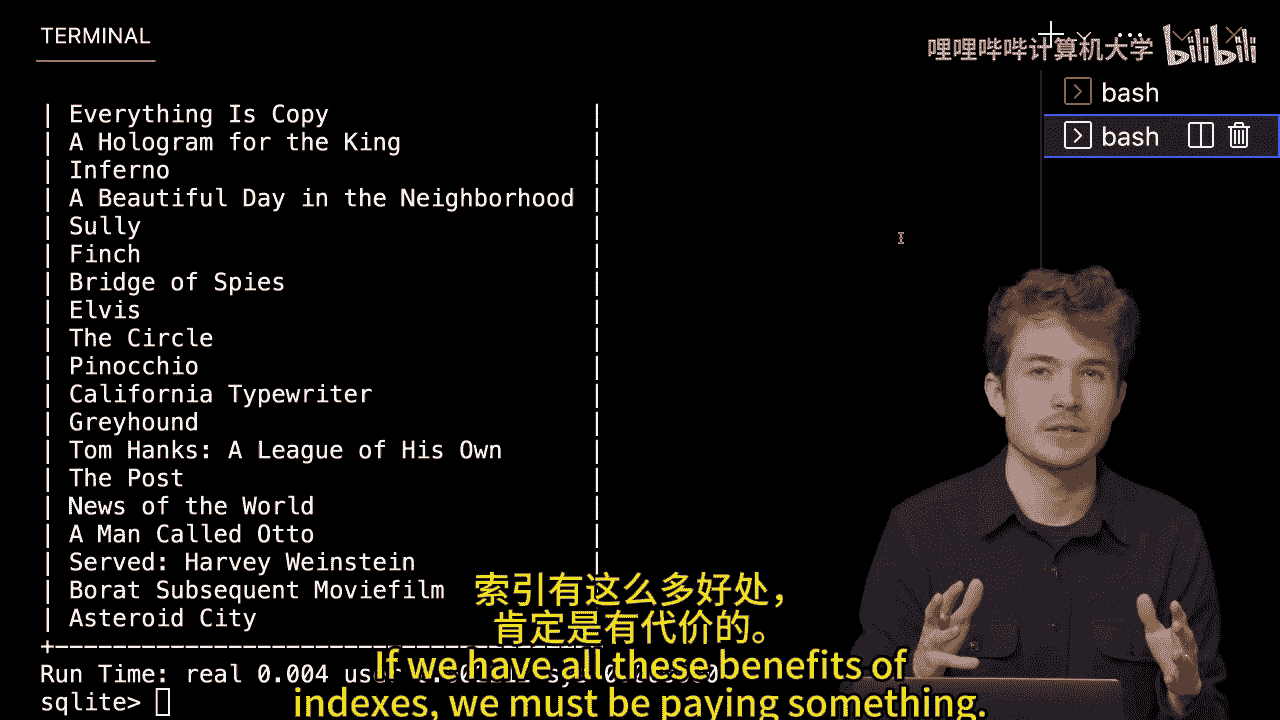 TERMINAL
哔哩哔哩计算机大学 bilibili
bash
bash
| Everything Is Copy |
| A Hologram for the King |
| Inferno |
| A Beautiful Day in the Neighborhood |
| Sully |
| Finch |
| Bridge of Spies |
| Elvis |
| The Circle |
| Pinocchio |
| California Typewriter |
| Greyhound |
| Tom Hanks: A League of His Own |
| The Post |
| News of the World |
| A Man Called Otto |
| Served: Harvey Weinstein |
| Borat Subsequent Moviefilm |
| Asteroid City |
索引有这么多好处，
肯定是有代价的。
Run Time: real 0.004
If we have all these benefits of
sqlite>
indexes, we must be paying something.